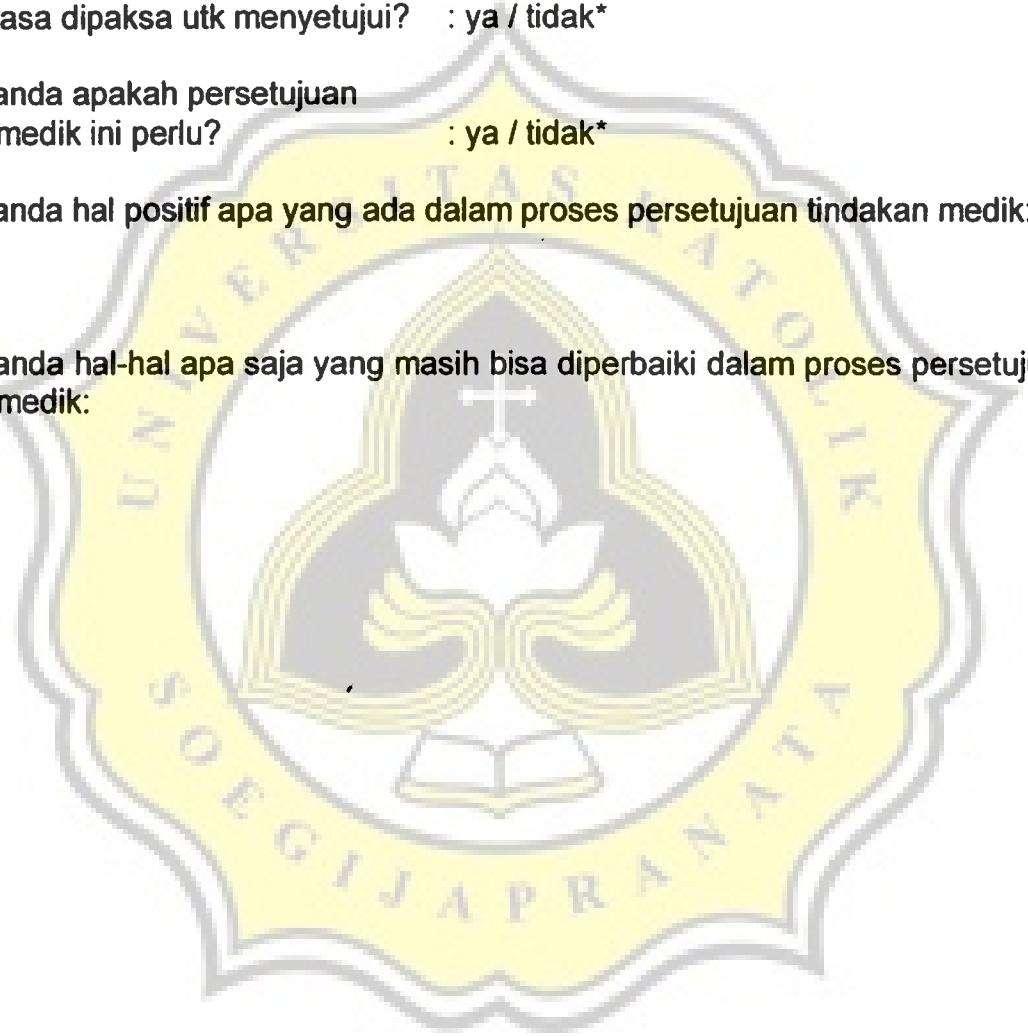 asa dipaksa utk menyetujui? : ya / tidak*
anda apakah persetujuan
medik ini perlu? : ya / tidak*
anda hal positif apa yang ada dalam proses persetujuan tindakan medik:
anda hal-hal apa saja yang masih bisa diperbaiki dalam proses persetuj
medik:
UNIVERSITAS KATOLIK
SOEGIJAPRANATA